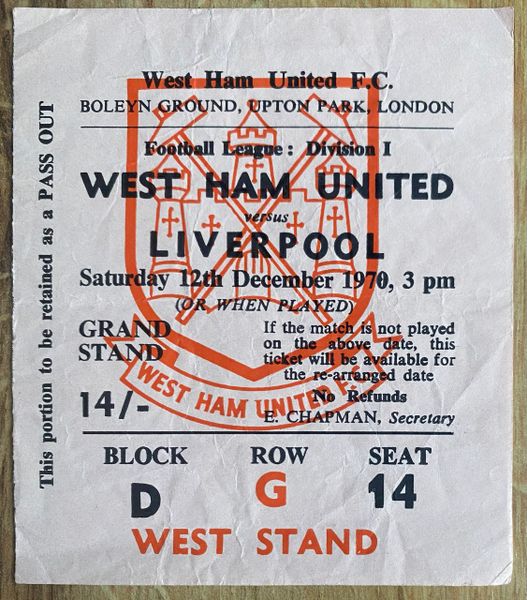 West Ham United F.C.
BOLEYN GROUND, UPTON PARK, LONDON
Football League : Division I
WEST HAM UNITED
versus
LIVERPOOL
Saturday 12th December 1970, 3 pm
(OR WHEN PLAYED)
GRAND
STAND
14/-
If the match is not played
on the above date, this
ticket will be available for
the re-arranged date
No Refunds
E. CHAPMAN, Secretary
WEST HAM UNITED F.C.
BLOCK ROW SEAT
D G 14
WEST STAND
This portion to be retained as a PASS OUT